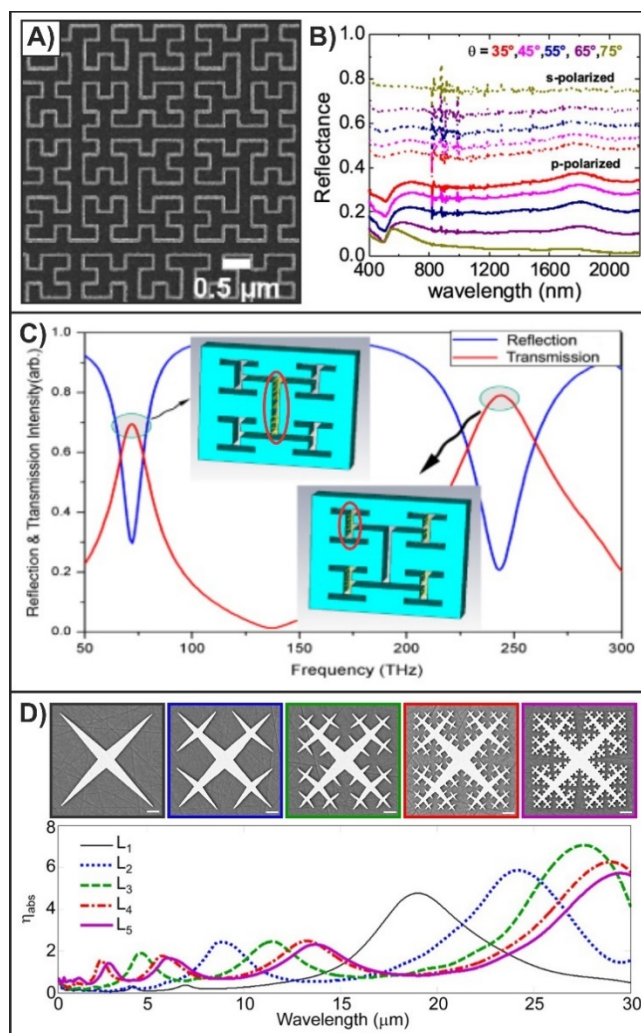 A)
0.5 µm
B)
θ = 35°,45°,55°, 65°,75°
s-polarized
p-polarized
Reflectance
1.0
0.8
0.6
0.4
0.2
0.0
400 800 1200 1600 2000
wavelength (nm)
C)
Reflection
Transmission
Reflection & Ttansmission Intensity(arb.)
1.0
0.8
0.6
0.4
0.2
0.0
50 100 150 200 250 300
Frequency (THz)
D)
L1
L2
L3
L4
L5
ηabs
8
6
4
2
0
0 5 10 15 20 25 30
Wavelength (µm)